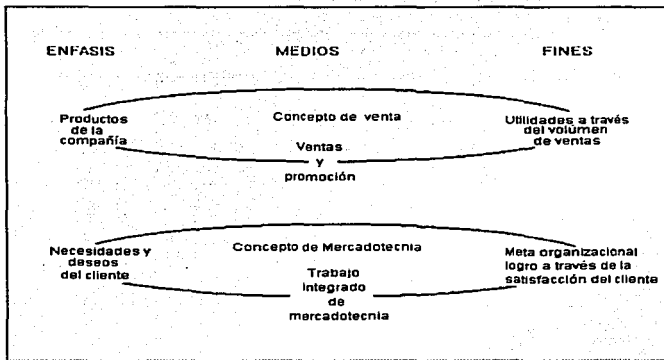 ENFASIS MEDIOS FINES
Productos
de la
compañía
Concepto de venta
Ventas
y
promoción
Utilidades a través
del volúmen
de ventas
Necesidades y
deseos
del cliente
Concepto de Mercadotecnia
Trabajo
integrado
de
mercadotecnia
Meta organizacional
logro a través de la
satisfacción del cliente